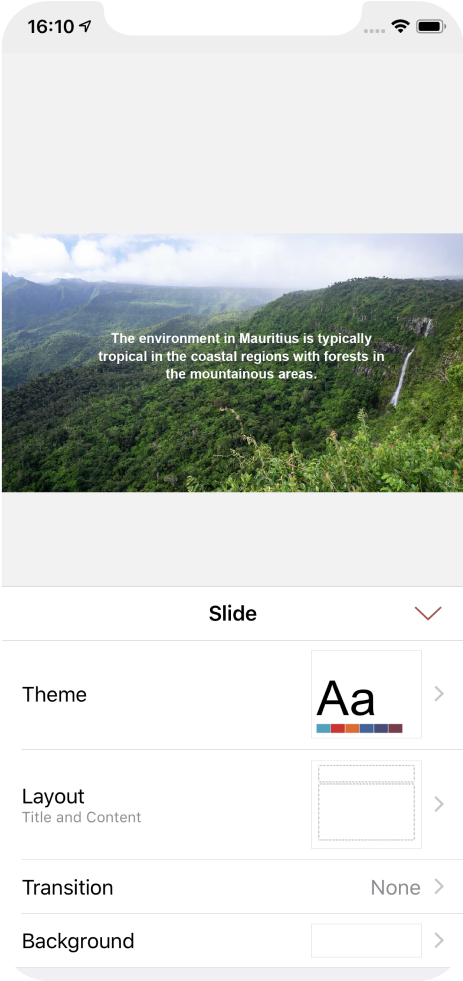 16:10
The environment in Mauritius is typically
tropical in the coastal regions with forests in
the mountainous areas.
Slide
Theme
Aa
Layout
Title and Content
Transition
None
Background